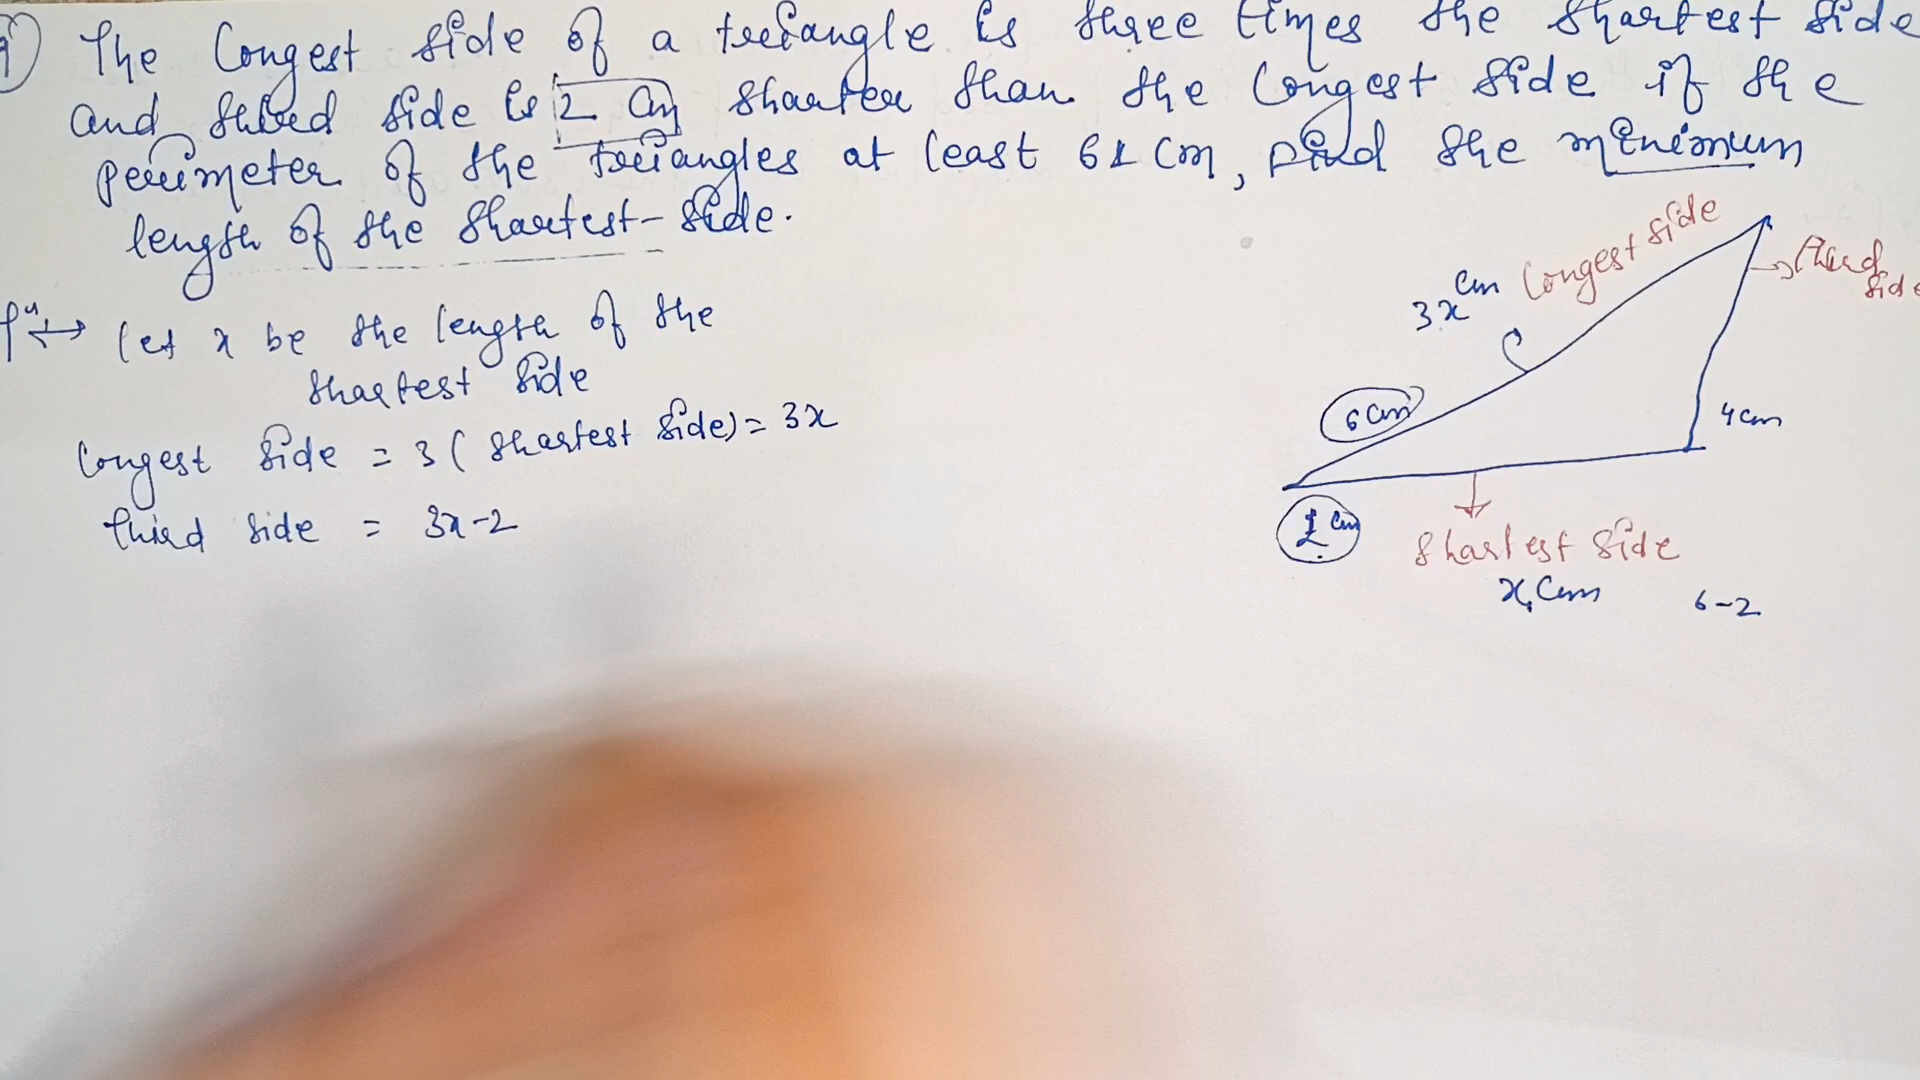 The Longest side of a treiangle is three times the shortest side
and third side is 2 cm shorter than the longest side if the
perimeter of the treiangles at least 61 cm, find the minimum
length of the shortest-side.
let x be the length of the
shortest side
longest side = 3 (shortest side) = 3x
third side = 3x-2
3x cm Longest side
Third side
6 cm
4 cm
cm
shortest side
x cm
6-2